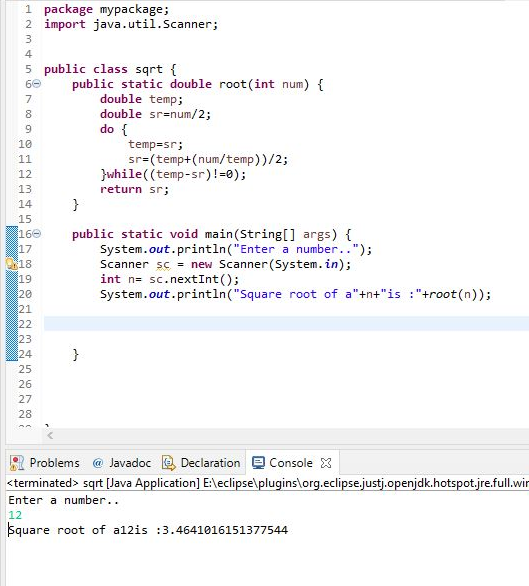 1 package mypackage;
2 import java.util.Scanner;
3
4
5 public class sqrt {
6 public static double root(int num) {
7 double temp;
8 double sr=num/2;
9 do {
10 temp=sr;
11 sr=(temp+(num/temp))/2;
12 }while((temp-sr)!=0);
13 return sr;
14 }
15
16 public static void main(String[] args) {
17 System.out.println("Enter a number..");
18 Scanner sc = new Scanner(System.in);
19 int n= sc.nextInt();
20 System.out.println("Square root of a"+n+"is :"+root(n));
21
22
23
24 }
25
26
27
28
Problems @ Javadoc Declaration Console
<terminated> sqrt [Java Application] E:\eclipse\plugins\org.eclipse.justj.openjdk.hotspot.jre.full.win
Enter a number..
12
Square root of a12is :3.4641016151377544